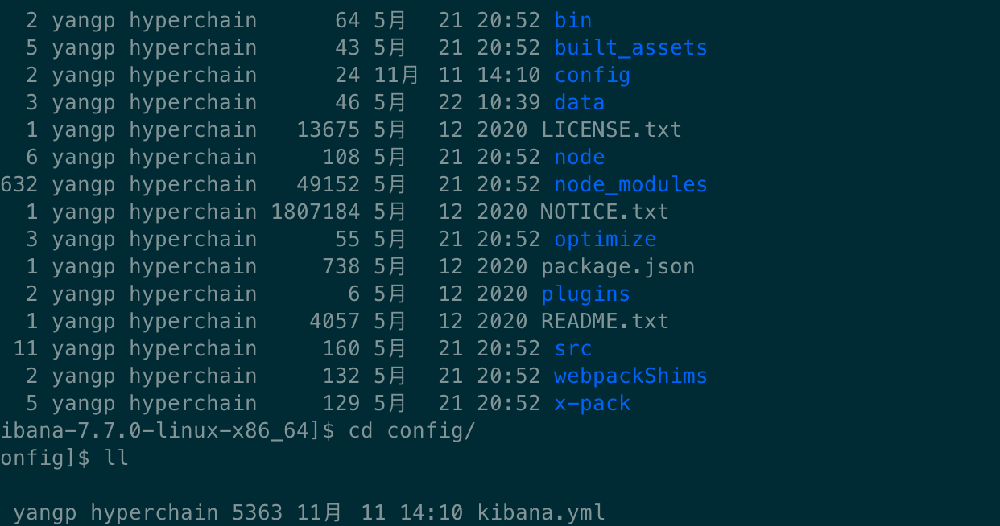 2 yangp hyperchain 64 5月 21 20:52 bin
5 yangp hyperchain 43 5月 21 20:52 built_assets
2 yangp hyperchain 24 11月 11 14:10 config
3 yangp hyperchain 46 5月 22 10:39 data
1 yangp hyperchain 13675 5月 12 2020 LICENSE.txt
6 yangp hyperchain 108 5月 21 20:52 node
632 yangp hyperchain 49152 5月 21 20:52 node_modules
1 yangp hyperchain 1807184 5月 12 2020 NOTICE.txt
3 yangp hyperchain 55 5月 21 20:52 optimize
1 yangp hyperchain 738 5月 12 2020 package.json
2 yangp hyperchain 6 5月 12 2020 plugins
1 yangp hyperchain 4057 5月 12 2020 README.txt
11 yangp hyperchain 160 5月 21 20:52 src
2 yangp hyperchain 132 5月 21 20:52 webpackShims
5 yangp hyperchain 129 5月 21 20:52 x-pack
ibana-7.7.0-linux-x86_64]$ cd config/
onfig]$ ll
yangp hyperchain 5363 11月 11 14:10 kibana.yml